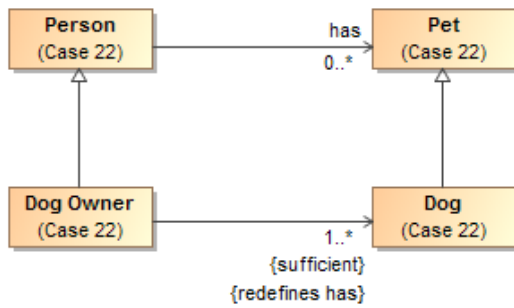 Person
(Case 22)
has
0..*
Pet
(Case 22)
Dog Owner
(Case 22)
1..*
{sufficient}
{redefines has}
Dog
(Case 22)